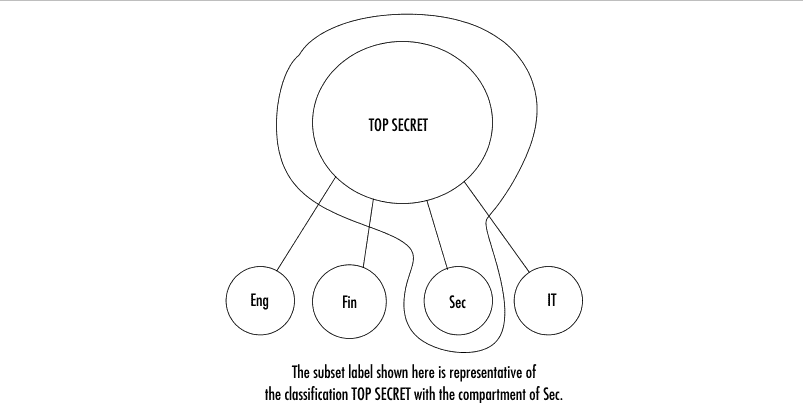 TOP SECRET
Eng
Fin
Sec
IT
The subset label shown here is representative of
the classification TOP SECRET with the compartment of Sec.